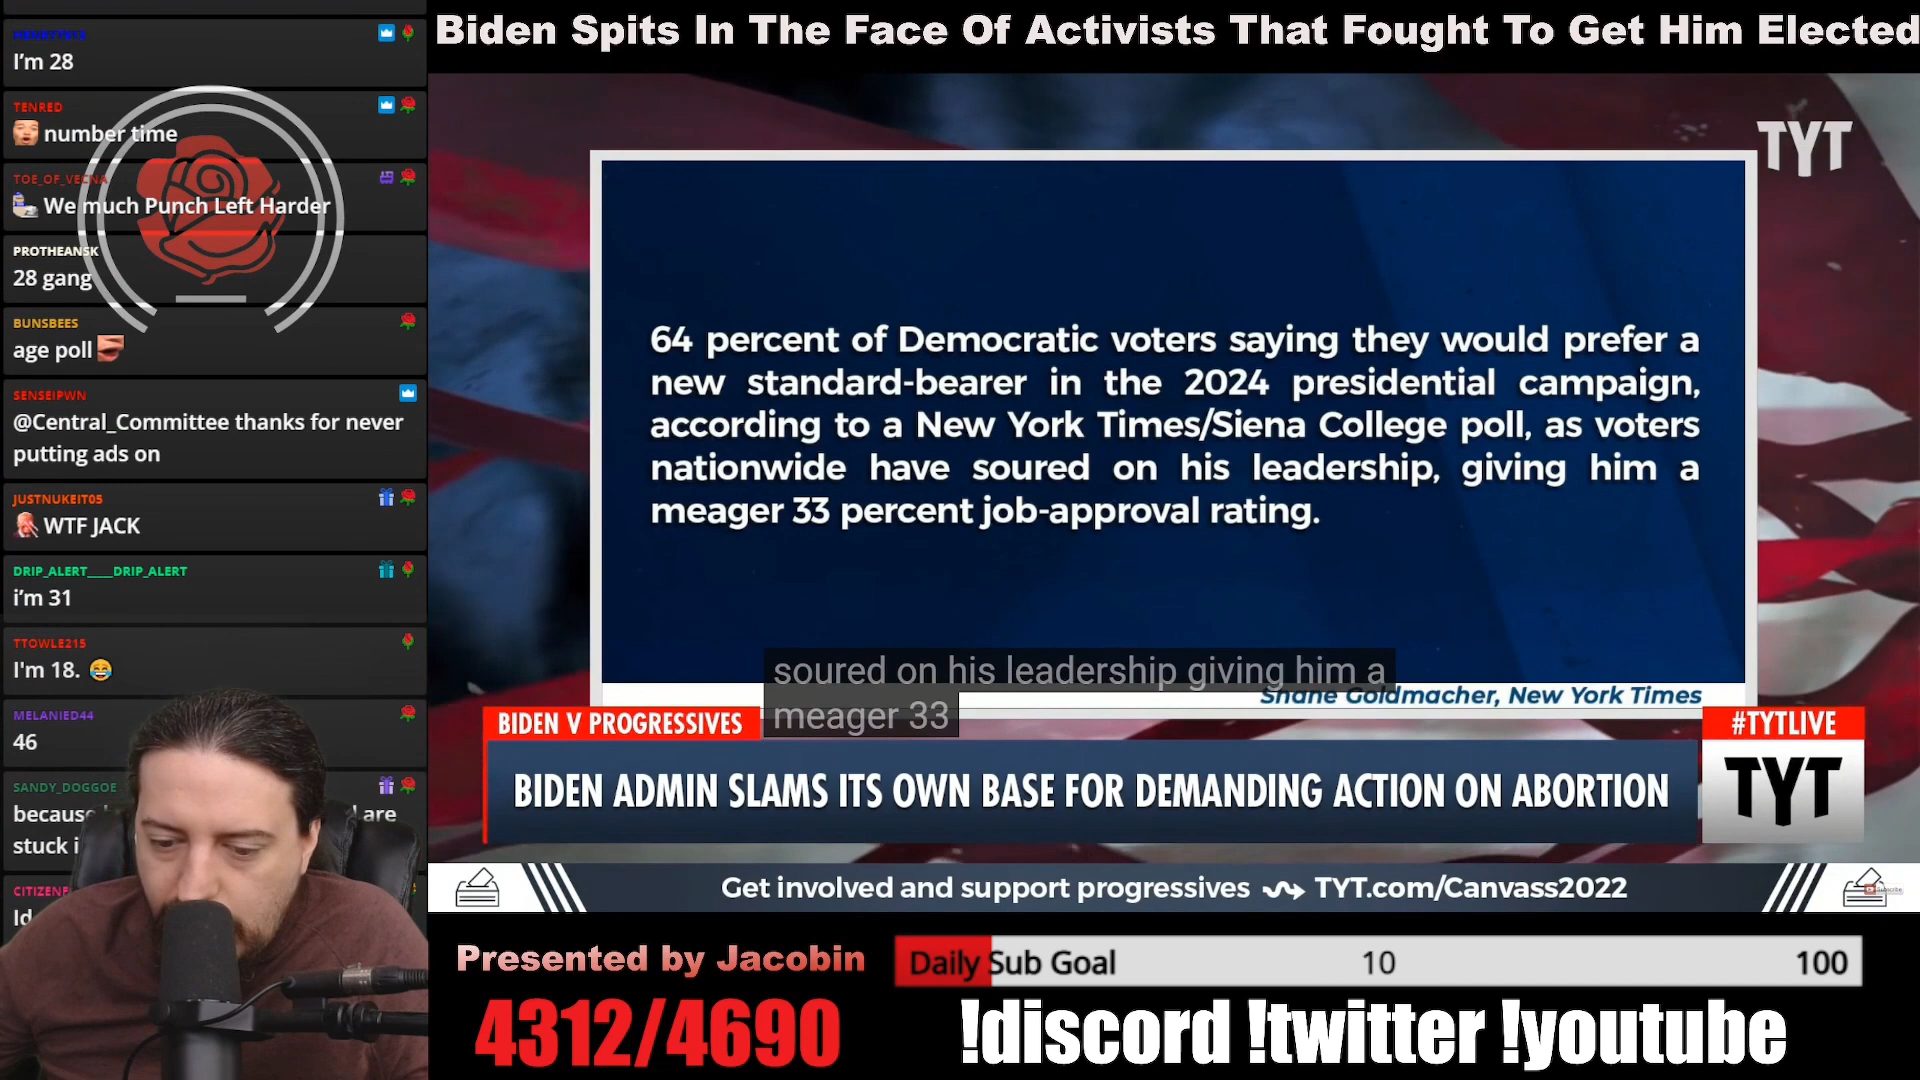 Biden Spits In The Face Of Activists That Fought To Get Him Elected
I'm 28
TENRED
number time
TOE_OF_VECNA
We much Punch Left Harder
PROTHEANSK
28 gang
BUNSBEES
age poll
SENSEIPWN
@Central_Committee thanks for never
putting ads on
JUSTNUKEIT05
WTF JACK
DRIP_ALERT____DRIP_ALERT
i'm 31
TTOWLE215
I'm 18.
MELANIED44
46
SANDY_DOGGOE
are
stuck
TYT
64 percent of Democratic voters saying they would prefer a
new standard-bearer in the 2024 presidential campaign,
according to a New York Times/Siena College poll, as voters
nationwide have soured on his leadership, giving him a
meager 33 percent job-approval rating.
soured on his leadership giving him a
meager 33
Shane Goldmacher, New York Times
BIDEN V PROGRESSIVES
#TYTLIVE
BIDEN ADMIN SLAMS ITS OWN BASE FOR DEMANDING ACTION ON ABORTION
TYT
Get involved and support progressives TYT.com/Canvass2022
Presented by Jacobin
Daily Sub Goal 10 100
4312/4690
!discord !twitter !youtube